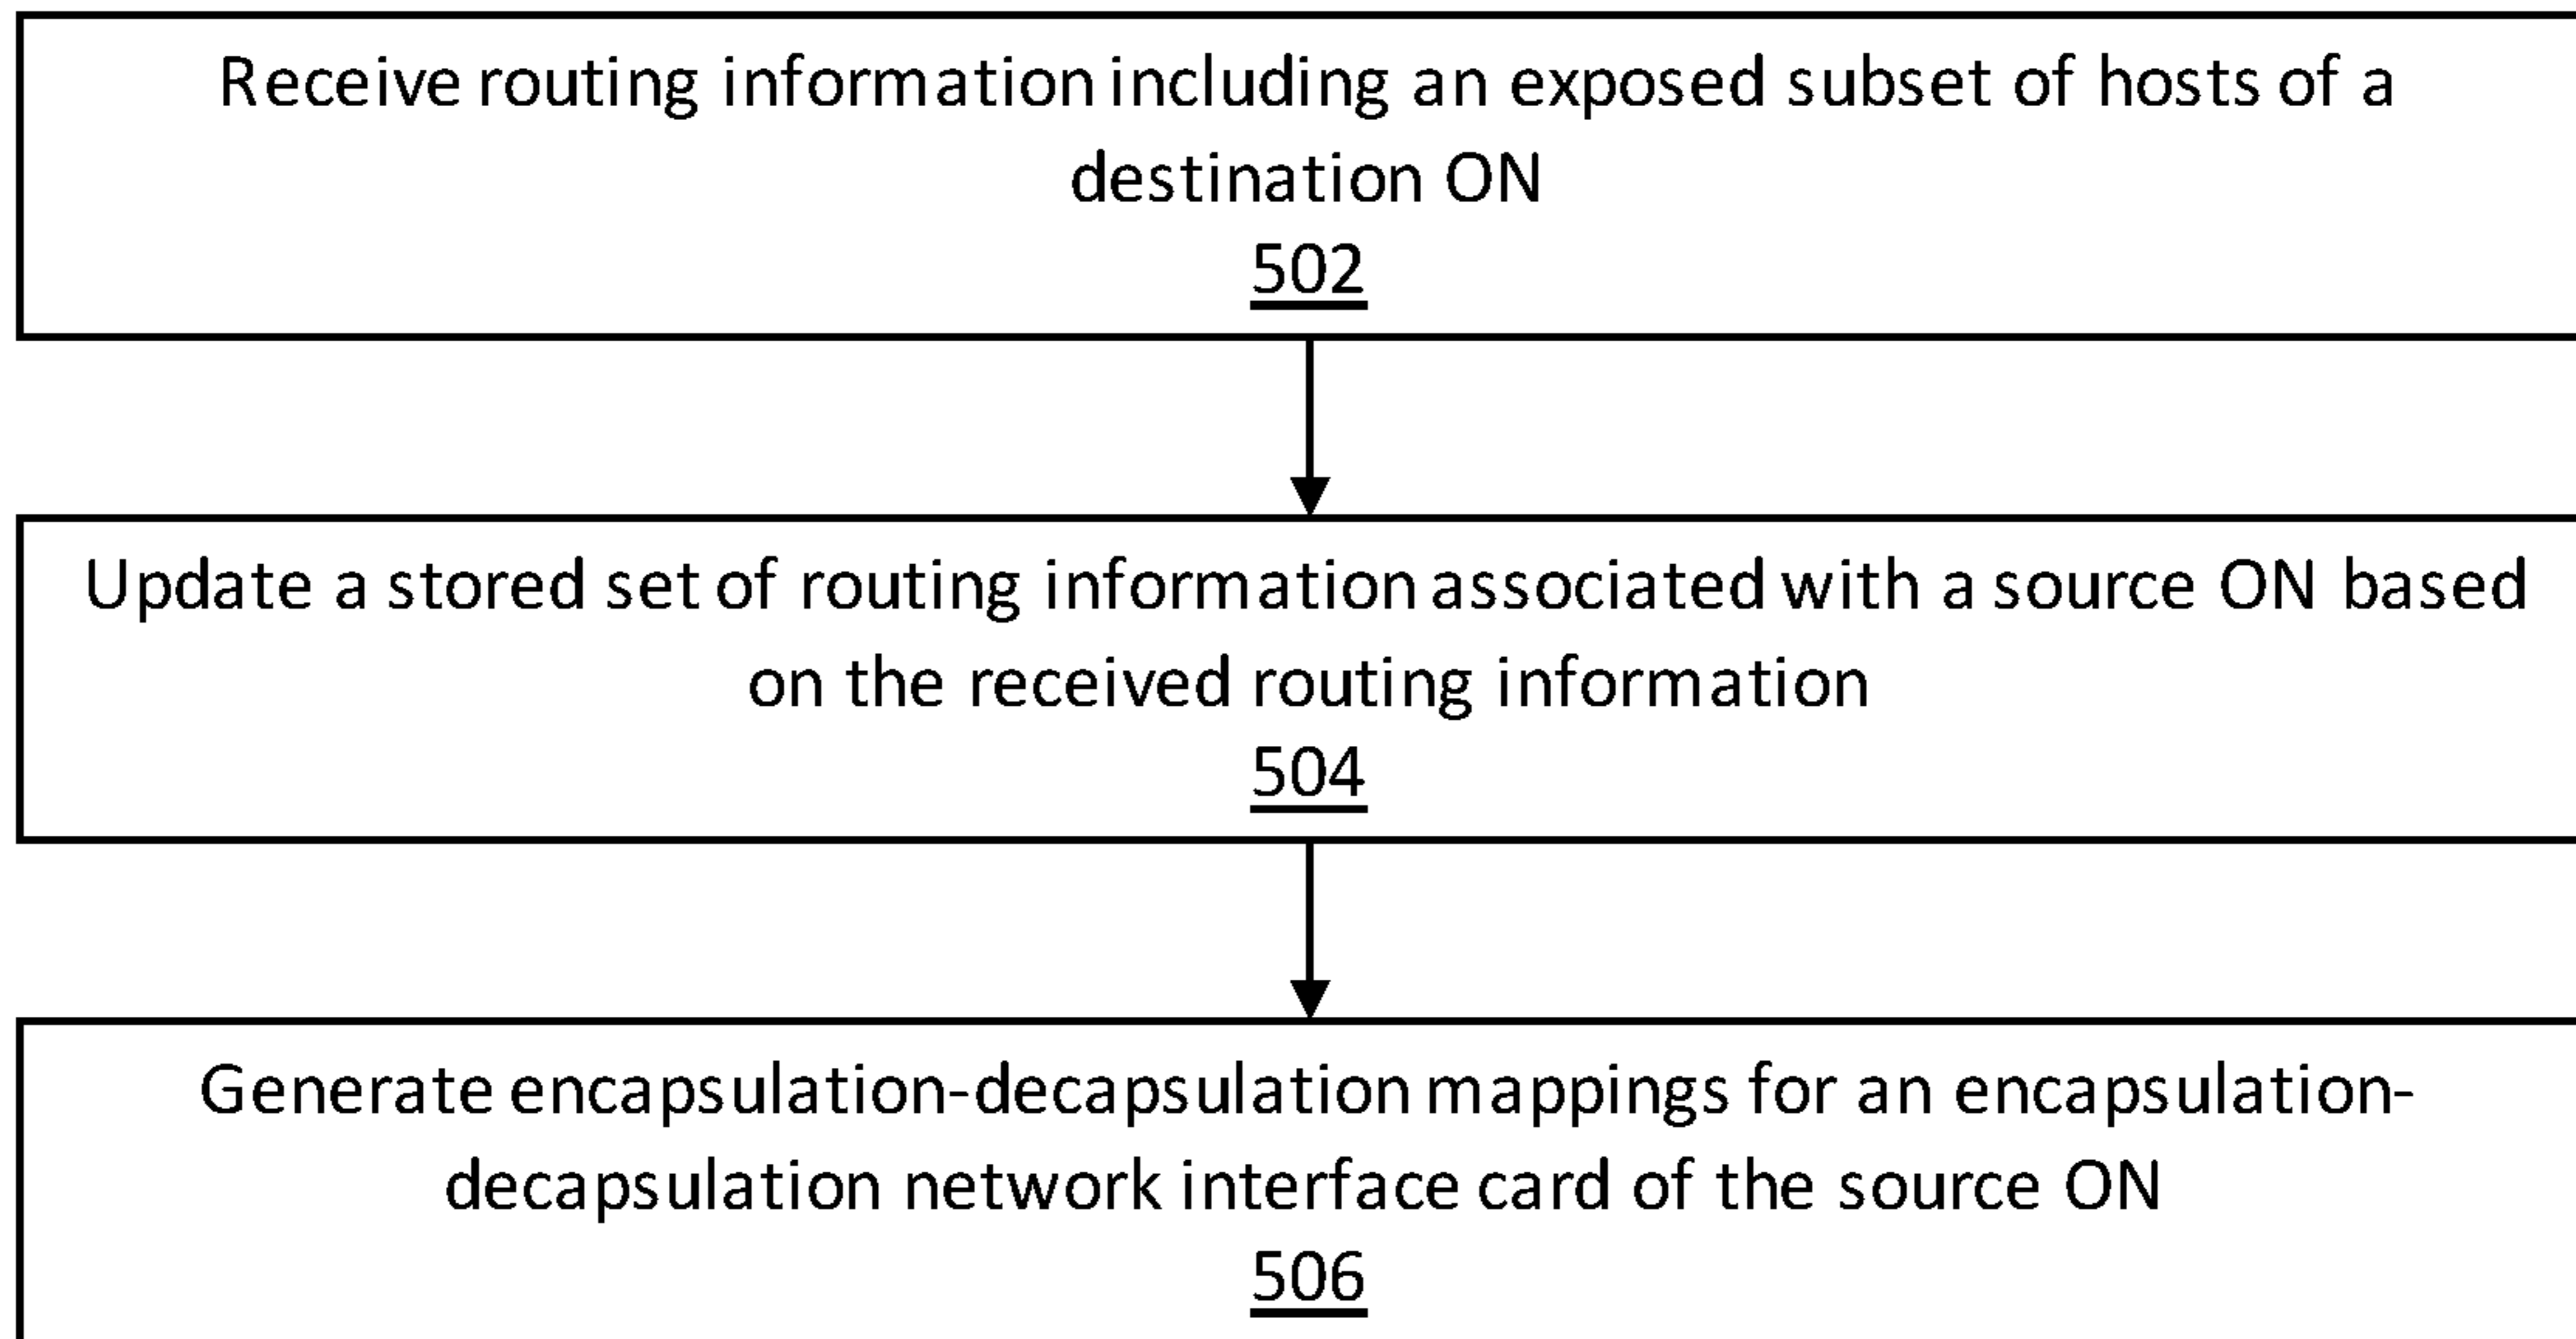 Receive routing information including an exposed subset of hosts of a
destination ON
502
Update a stored set of routing information associated with a source ON based
on the received routing information
504
Generate encapsulation-decapsulation mappings for an encapsulation-
decapsulation network interface card of the source ON
506